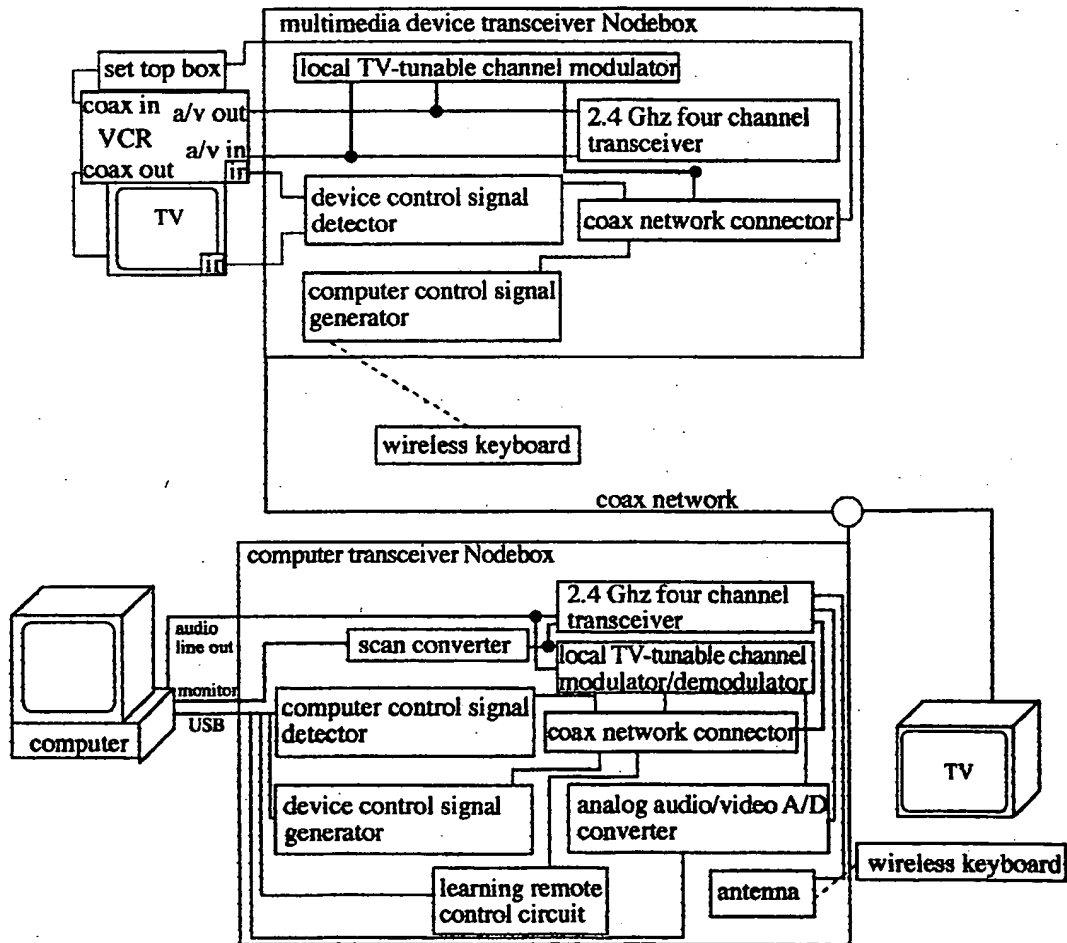 multimedia device transceiver Nodebox
set top box
local TV-tunable channel modulator
coax in
a/v out
VCR
2.4 Ghz four channel
transceiver
a/v in
coax out
in
device control signal
detector
TV
coax network connector
in
computer control signal
generator
wireless keyboard
coax network
computer transceiver Nodebox
2.4 Ghz four channel
transceiver
audio
line out
scan converter
local TV-tunable channel
modulator/demodulator
monitor
USB
computer control signal
detector
coax network connector
computer
TV
device control signal
generator
analog audio/video A/D
converter
wireless keyboard
learning remote
control circuit
antenna